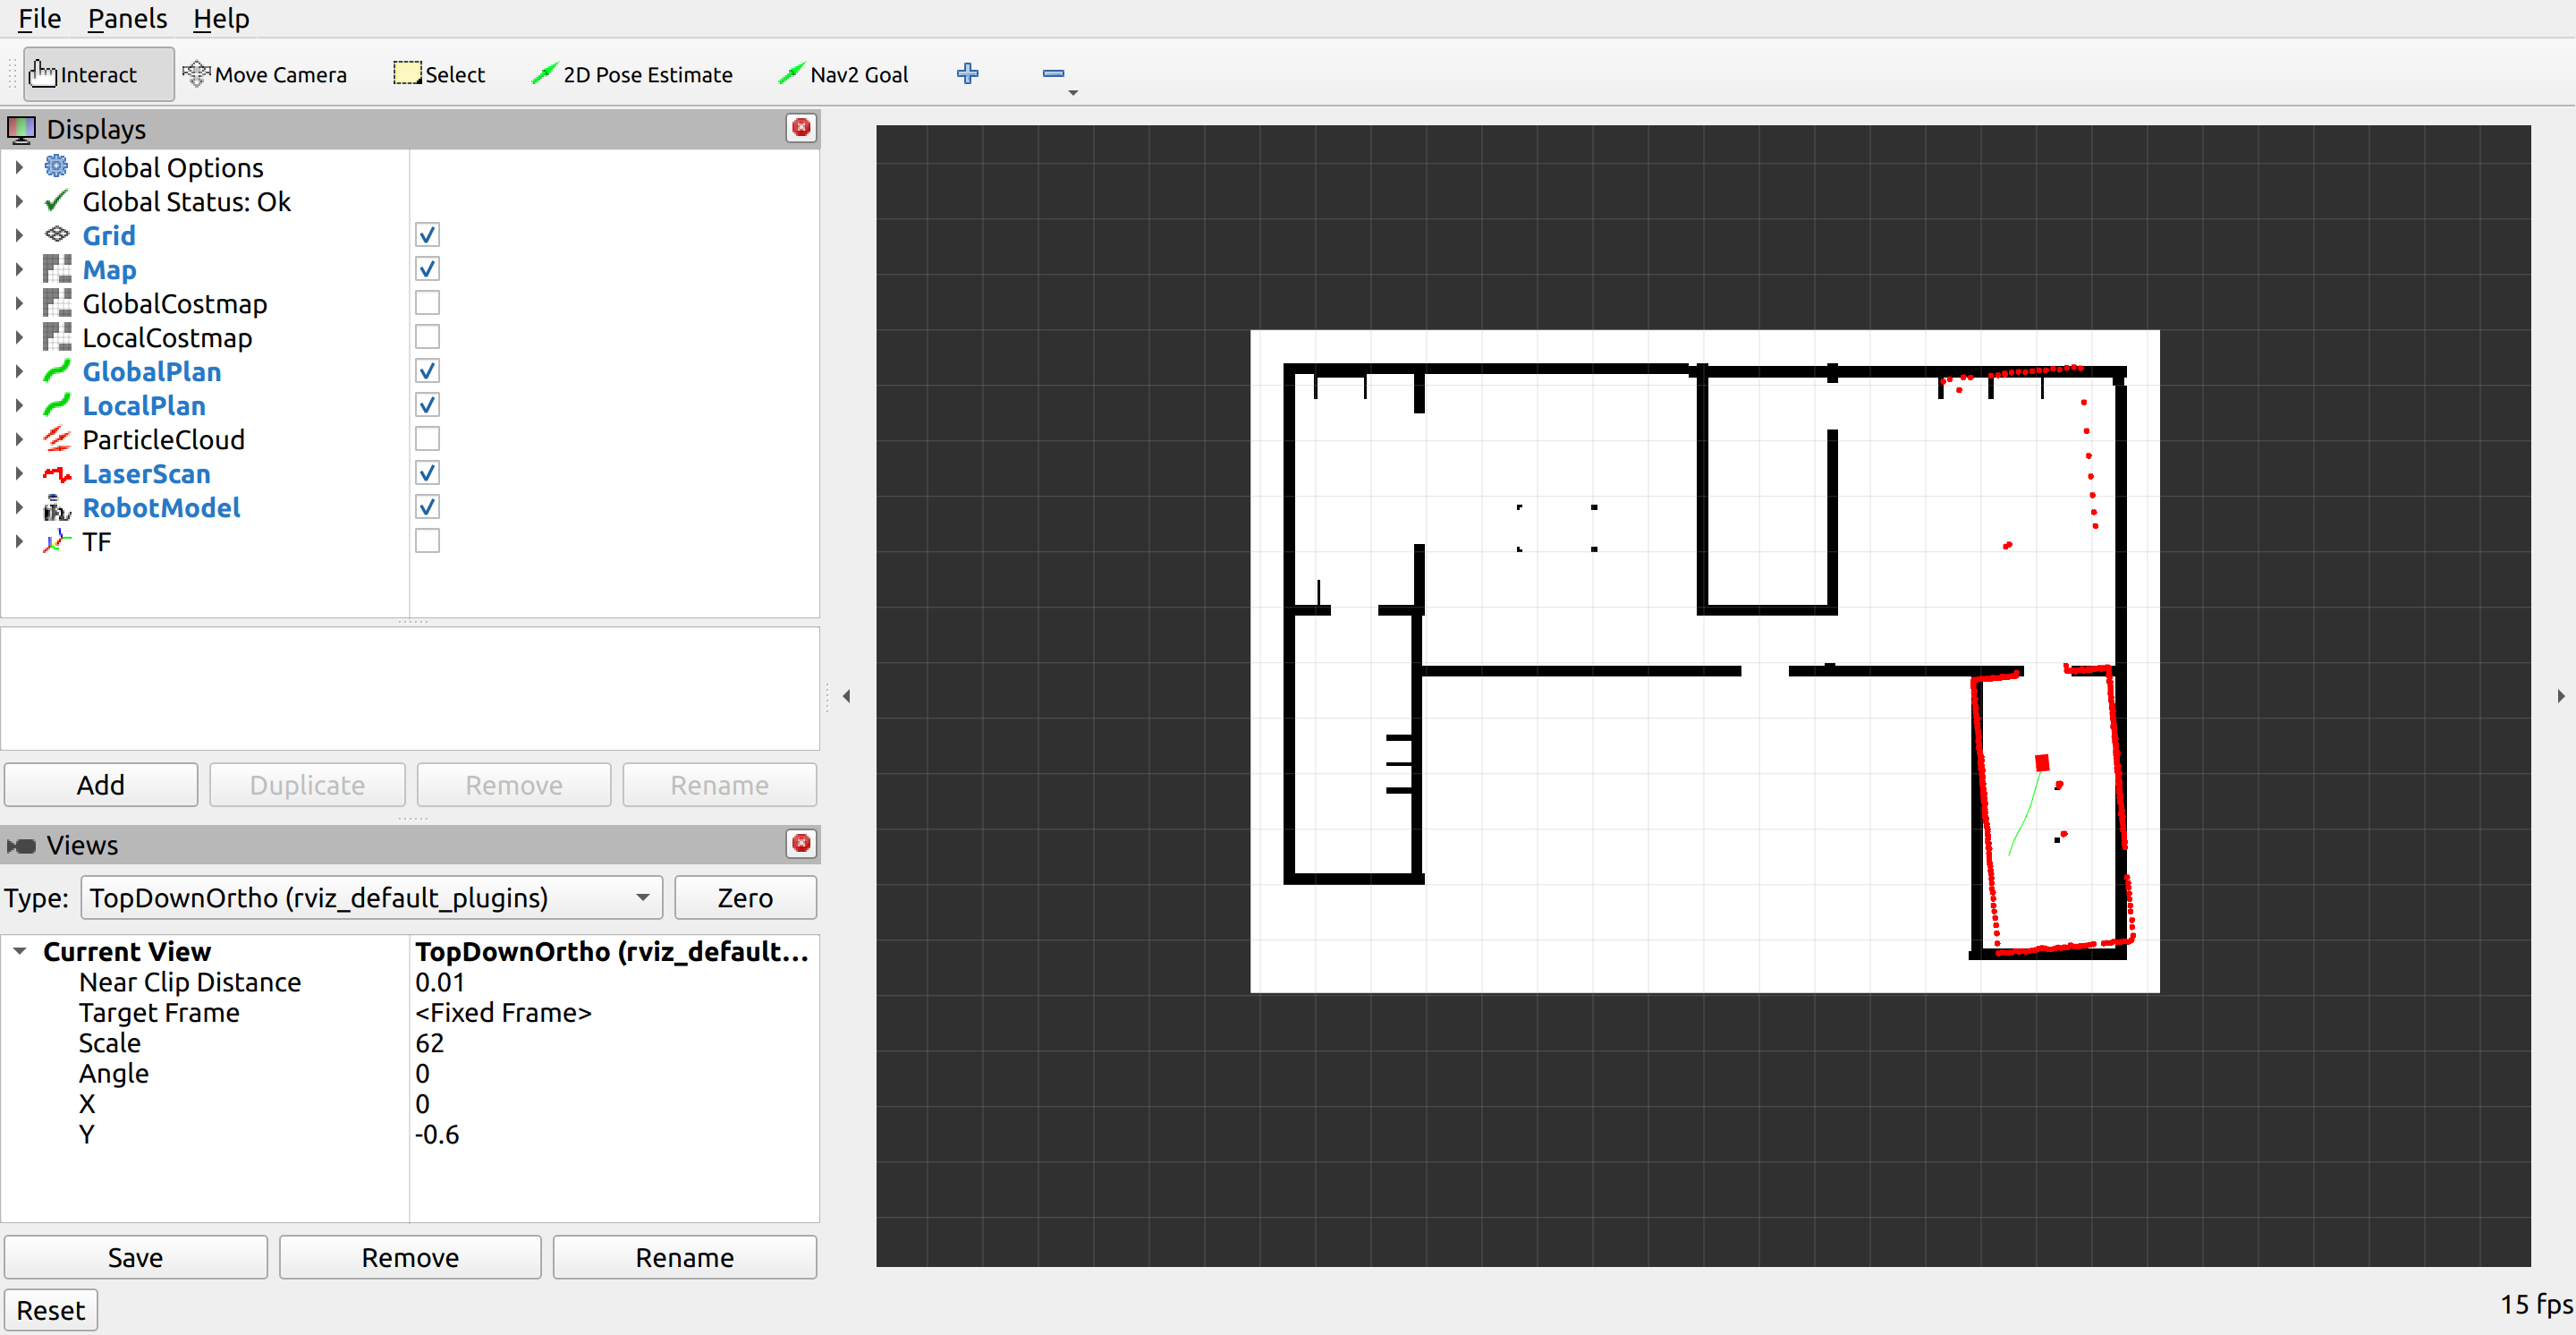 File Panels Help
Interact Move Camera Select 2D Pose Estimate Nav2 Goal
Displays
Global Options
Global Status: Ok
Grid
Map
GlobalCostmap
LocalCostmap
GlobalPlan
LocalPlan
ParticleCloud
LaserScan
RobotModel
TF
Add Duplicate Remove Rename
Views
Type: TopDownOrtho (rviz_default_plugins) Zero
Current View TopDownOrtho (rviz_default...
Near Clip Distance 0.01
Target Frame <Fixed Frame>
Scale 62
Angle 0
X 0
Y -0.6
Save Remove Rename
Reset
15 fps